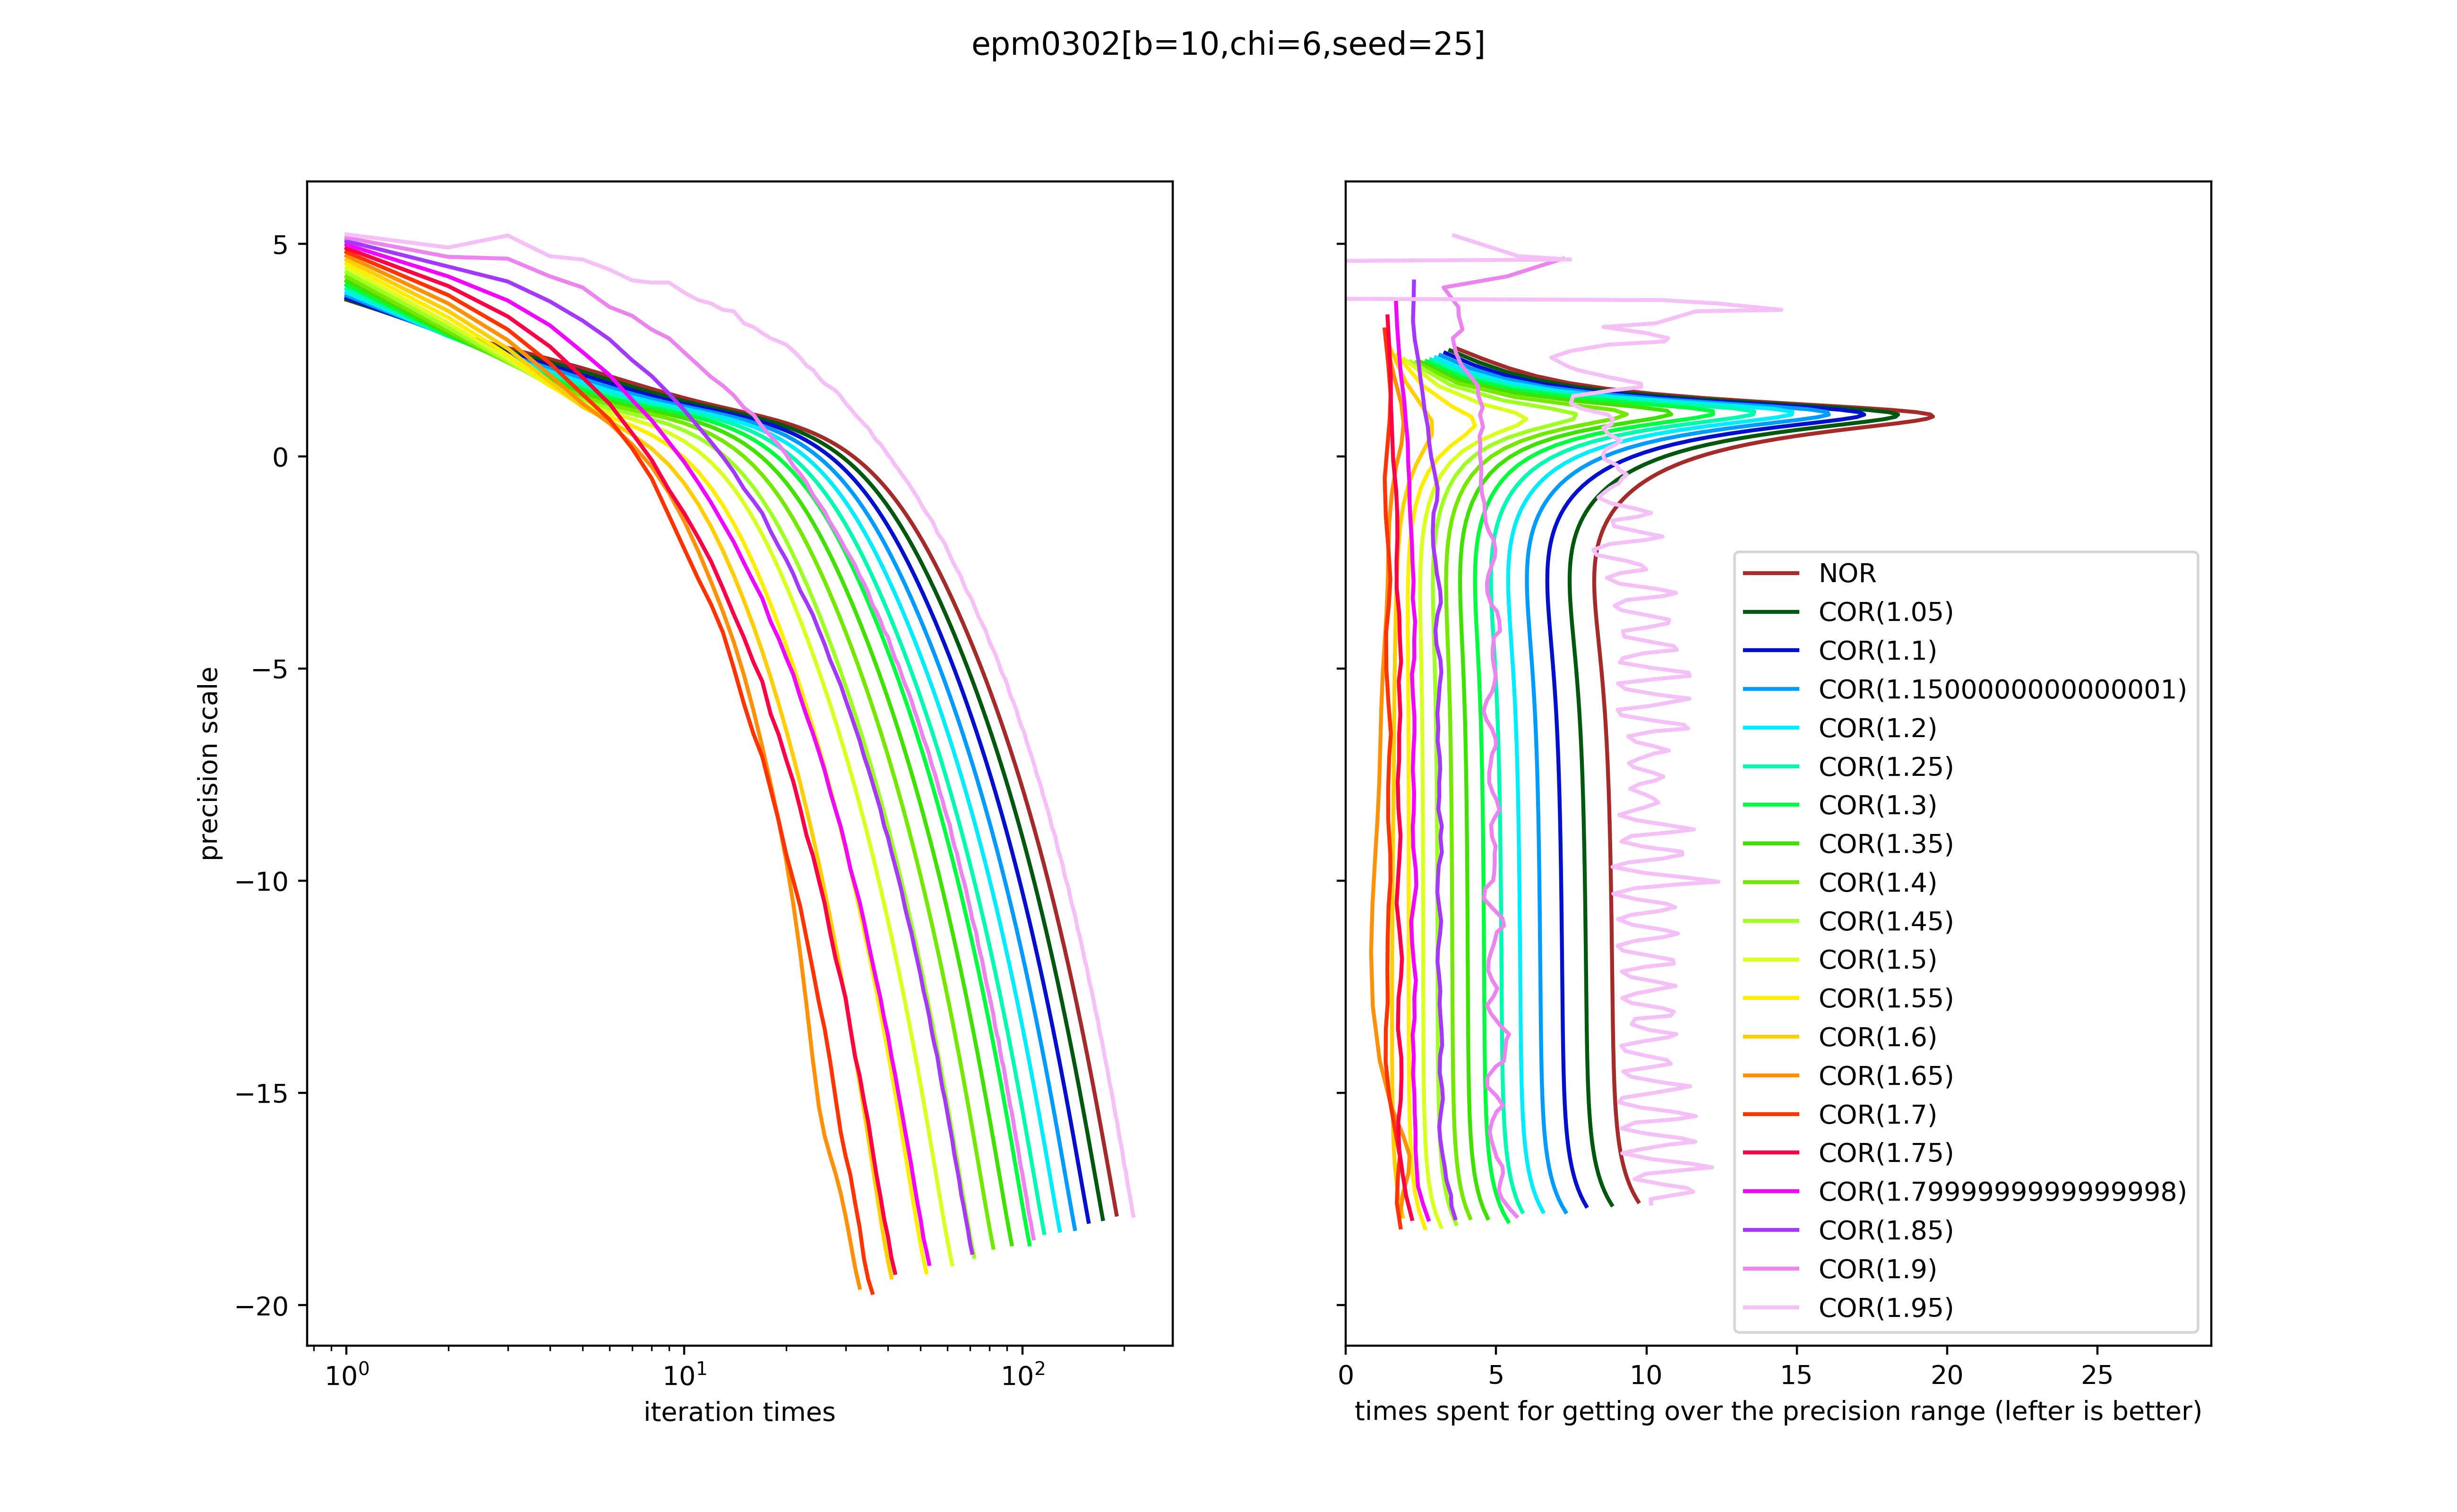 epm0302[b=10,chi=6,seed=25]
precision scale
5
0
−5
−10
−15
−20
10⁰
10¹
10²
iteration times
0
5
10
15
20
25
times spent for getting over the precision range (lefter is better)
NOR
COR(1.05)
COR(1.1)
COR(1.1500000000000001)
COR(1.2)
COR(1.25)
COR(1.3)
COR(1.35)
COR(1.4)
COR(1.45)
COR(1.5)
COR(1.55)
COR(1.6)
COR(1.65)
COR(1.7)
COR(1.75)
COR(1.7999999999999998)
COR(1.85)
COR(1.9)
COR(1.95)